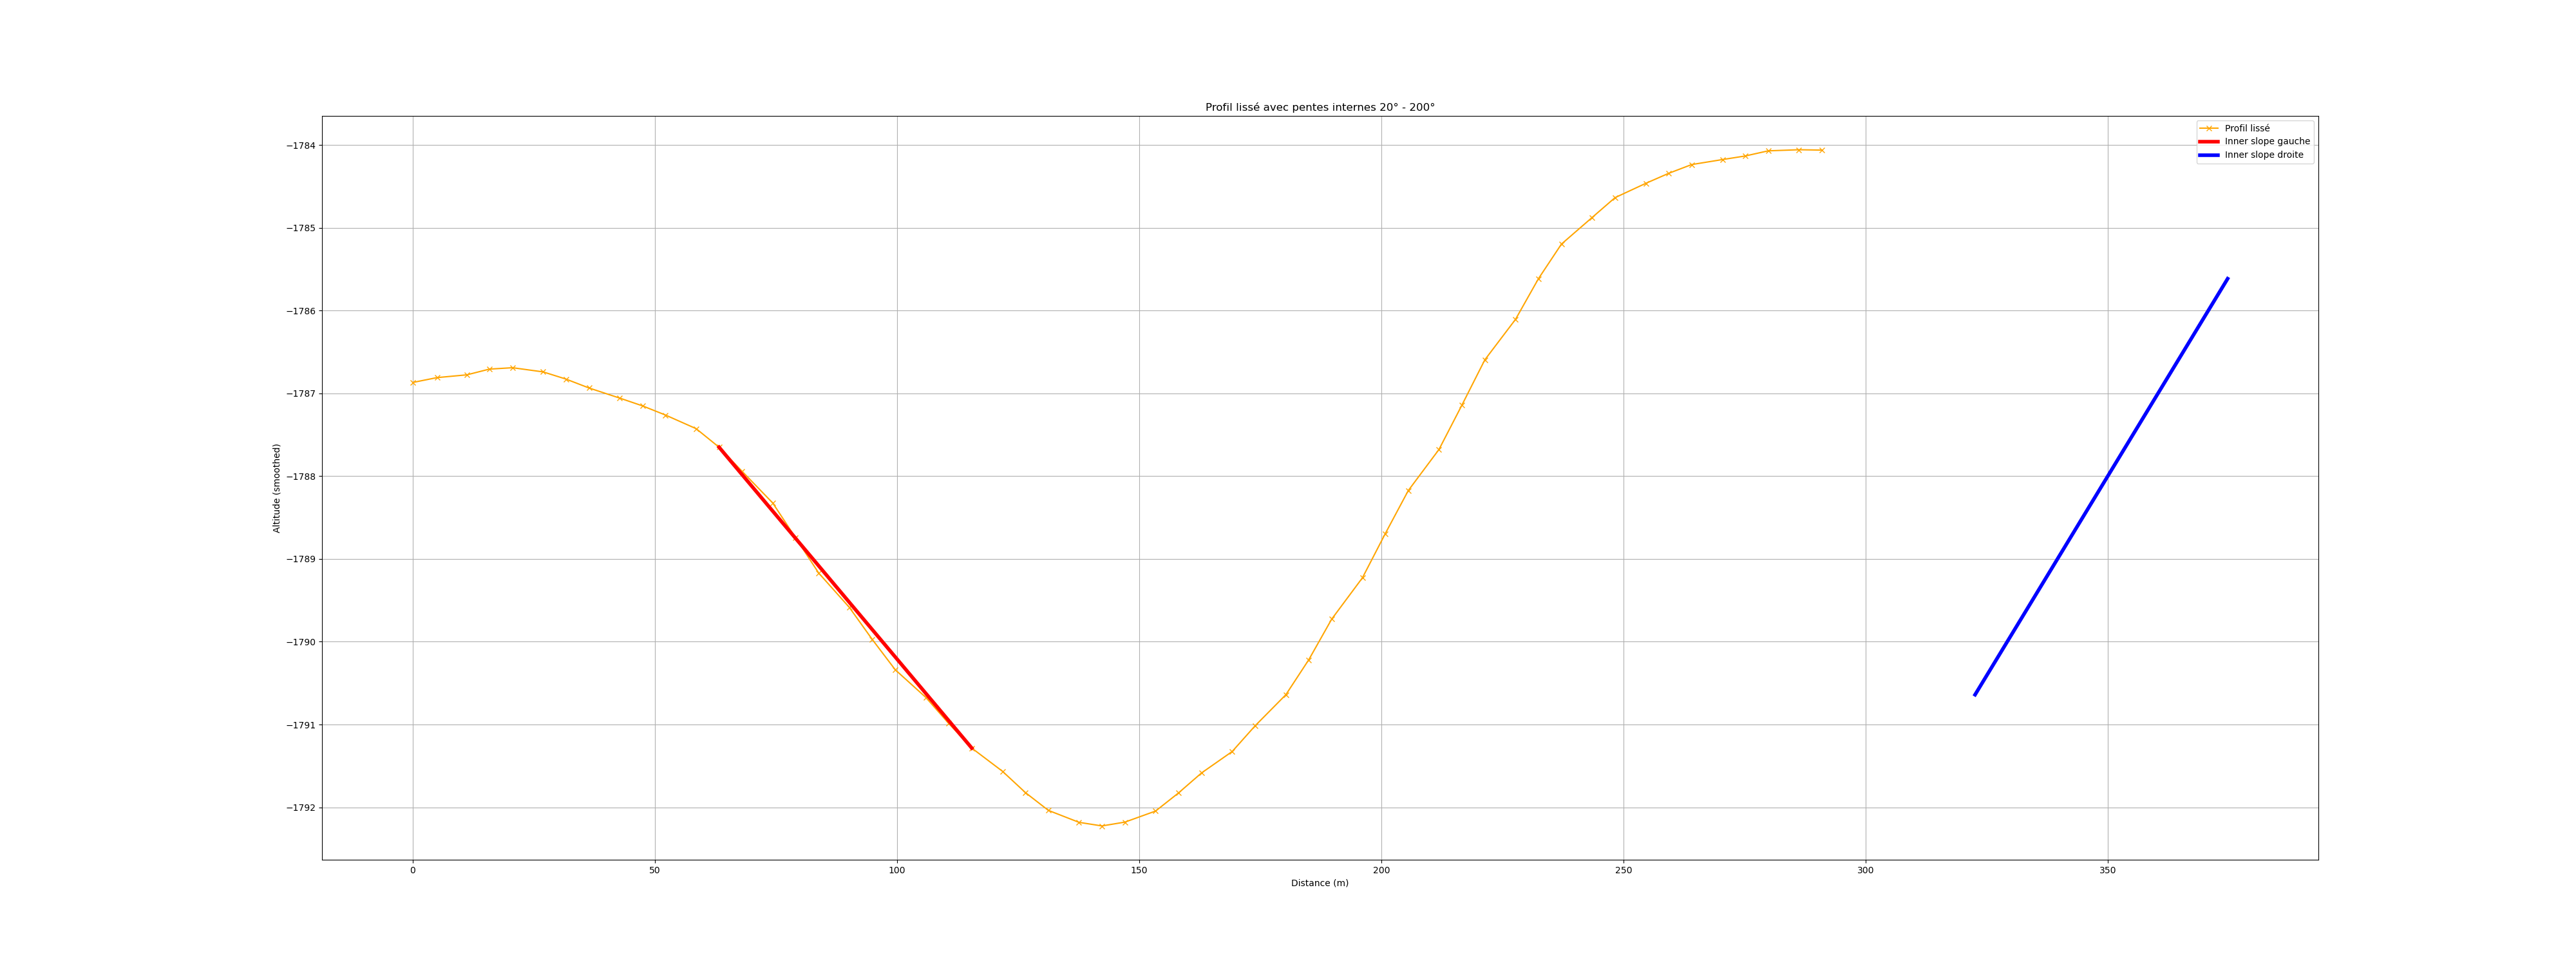 Profil lissé avec pentes internes 20° - 200°
Profil lissé
Inner slope gauche
Inner slope droite
−1784
−1785
−1786
−1787
−1788
−1789
−1790
−1791
−1792
Altitude (smoothed)
0 50 100 150 200 250 300 350
Distance (m)